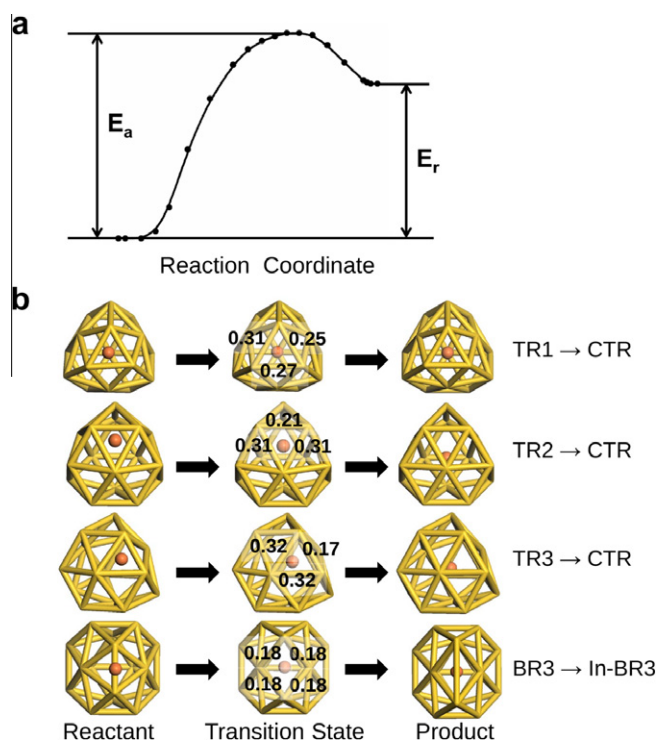 a
Ea
Er
Reaction Coordinate
b
0.31 0.25
0.27
TR1 → CTR
0.21
0.31 0.31
TR2 → CTR
0.32 0.17
0.32
TR3 → CTR
0.18 0.18
0.18 0.18
BR3 → In-BR3
Reactant Transition State Product